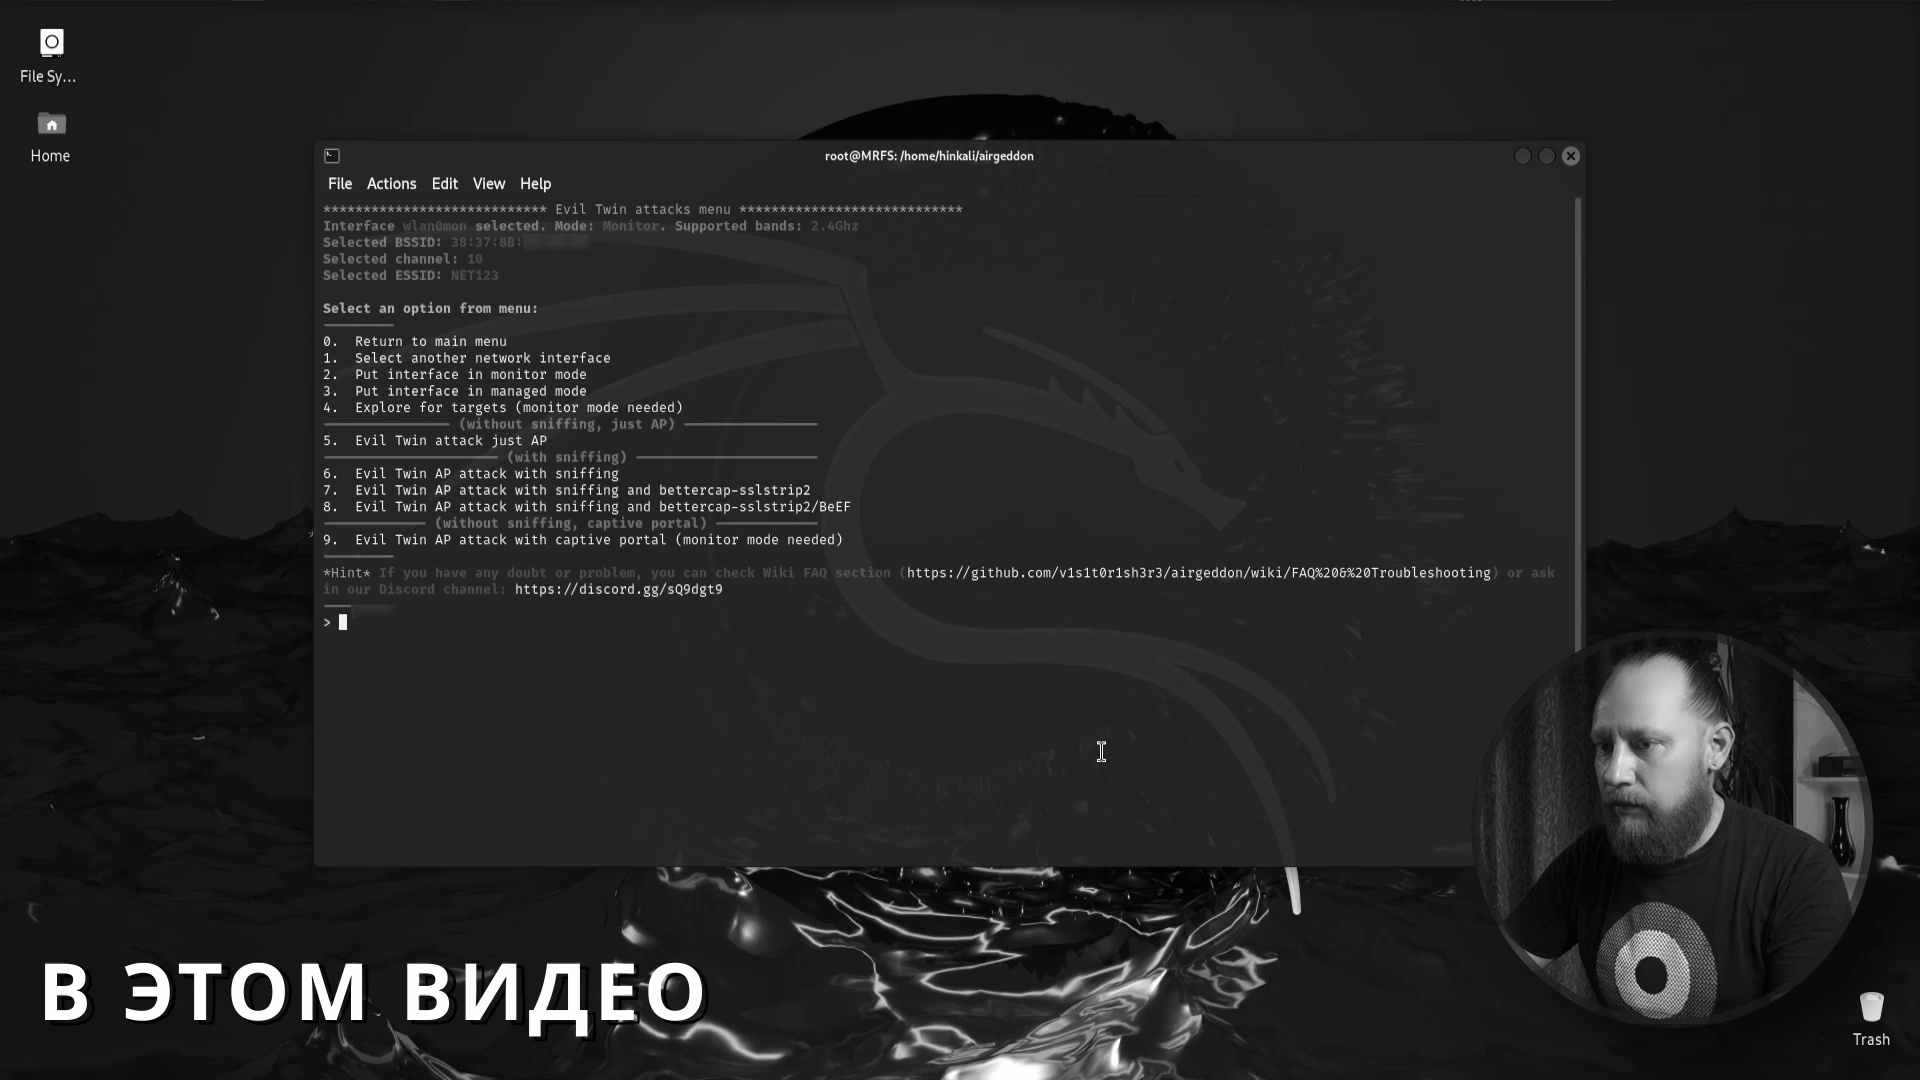 File Sy...
Home
root@MRFS: /home/hinkali/airgeddon
File Actions Edit View Help
**************************** Evil Twin attacks menu ****************************
Interface wlan0mon selected. Mode: Monitor. Supported bands: 2.4Ghz
Selected BSSID: 38:37:8B:
Selected channel: 10
Selected ESSID: NET123
Select an option from menu:
0. Return to main menu
1. Select another network interface
2. Put interface in monitor mode
3. Put interface in managed mode
4. Explore for targets (monitor mode needed)
(without sniffing, just AP)
5. Evil Twin attack just AP
(with sniffing)
6. Evil Twin AP attack with sniffing
7. Evil Twin AP attack with sniffing and bettercap-sslstrip2
8. Evil Twin AP attack with sniffing and bettercap-sslstrip2/BeEF
(without sniffing, captive portal)
9. Evil Twin AP attack with captive portal (monitor mode needed)
*Hint* If you have any doubt or problem, you can check Wiki FAQ section (https://github.com/v1s1t0r1sh3r3/airgeddon/wiki/FAQ%20&%20Troubleshooting) or ask
in our Discord channel: https://discord.gg/sQ9dgt9
>
В ЭТОМ ВИДЕО
Trash